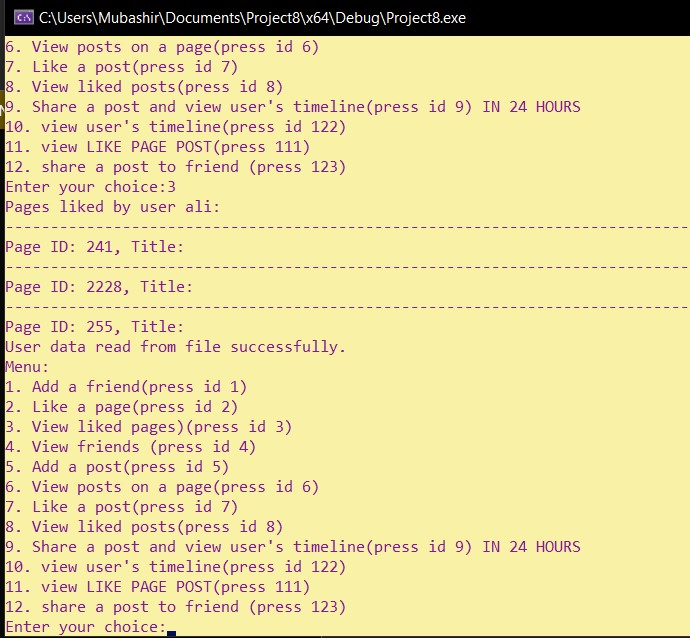 C:\Users\Mubashir\Documents\Project8\x64\Debug\Project8.exe
6. View posts on a page(press id 6)
7. Like a post(press id 7)
8. View liked posts(press id 8)
9. Share a post and view user's timeline(press id 9) IN 24 HOURS
10. view user's timeline(press id 122)
11. view LIKE PAGE POST(press 111)
12. share a post to friend (press 123)
Enter your choice:3
Pages liked by user ali:
----------------------------------------------------------------------------
Page ID: 241, Title:
----------------------------------------------------------------------------
Page ID: 2228, Title:
----------------------------------------------------------------------------
Page ID: 255, Title:
User data read from file successfully.
Menu:
1. Add a friend(press id 1)
2. Like a page(press id 2)
3. View liked pages)(press id 3)
4. View friends (press id 4)
5. Add a post(press id 5)
6. View posts on a page(press id 6)
7. Like a post(press id 7)
8. View liked posts(press id 8)
9. Share a post and view user's timeline(press id 9) IN 24 HOURS
10. view user's timeline(press id 122)
11. view LIKE PAGE POST(press 111)
12. share a post to friend (press 123)
Enter your choice: